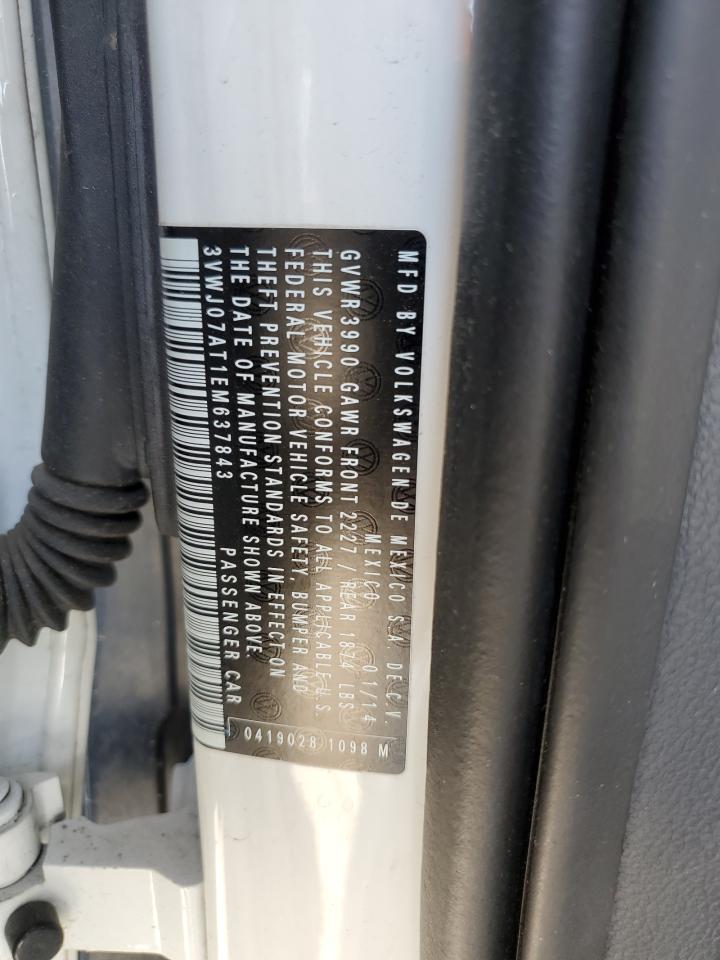 MFD BY VOLKSWAGEN DE MEXICO S.A. DE C.V.
MEXICO 01/14
GVWR 3990 GAWR FRONT 2227 // REAR 1874 LBS
THIS VEHICLE CONFORMS TO ALL APPLICABLE U.S.
FEDERAL MOTOR VEHICLE SAFETY, BUMPER AND
THEFT PREVENTION STANDARDS IN EFFECT ON
THE DATE OF MANUFACTURE SHOWN ABOVE.
3VWJ07AT1EM637843 PASSENGER CAR
0419028 1098 M